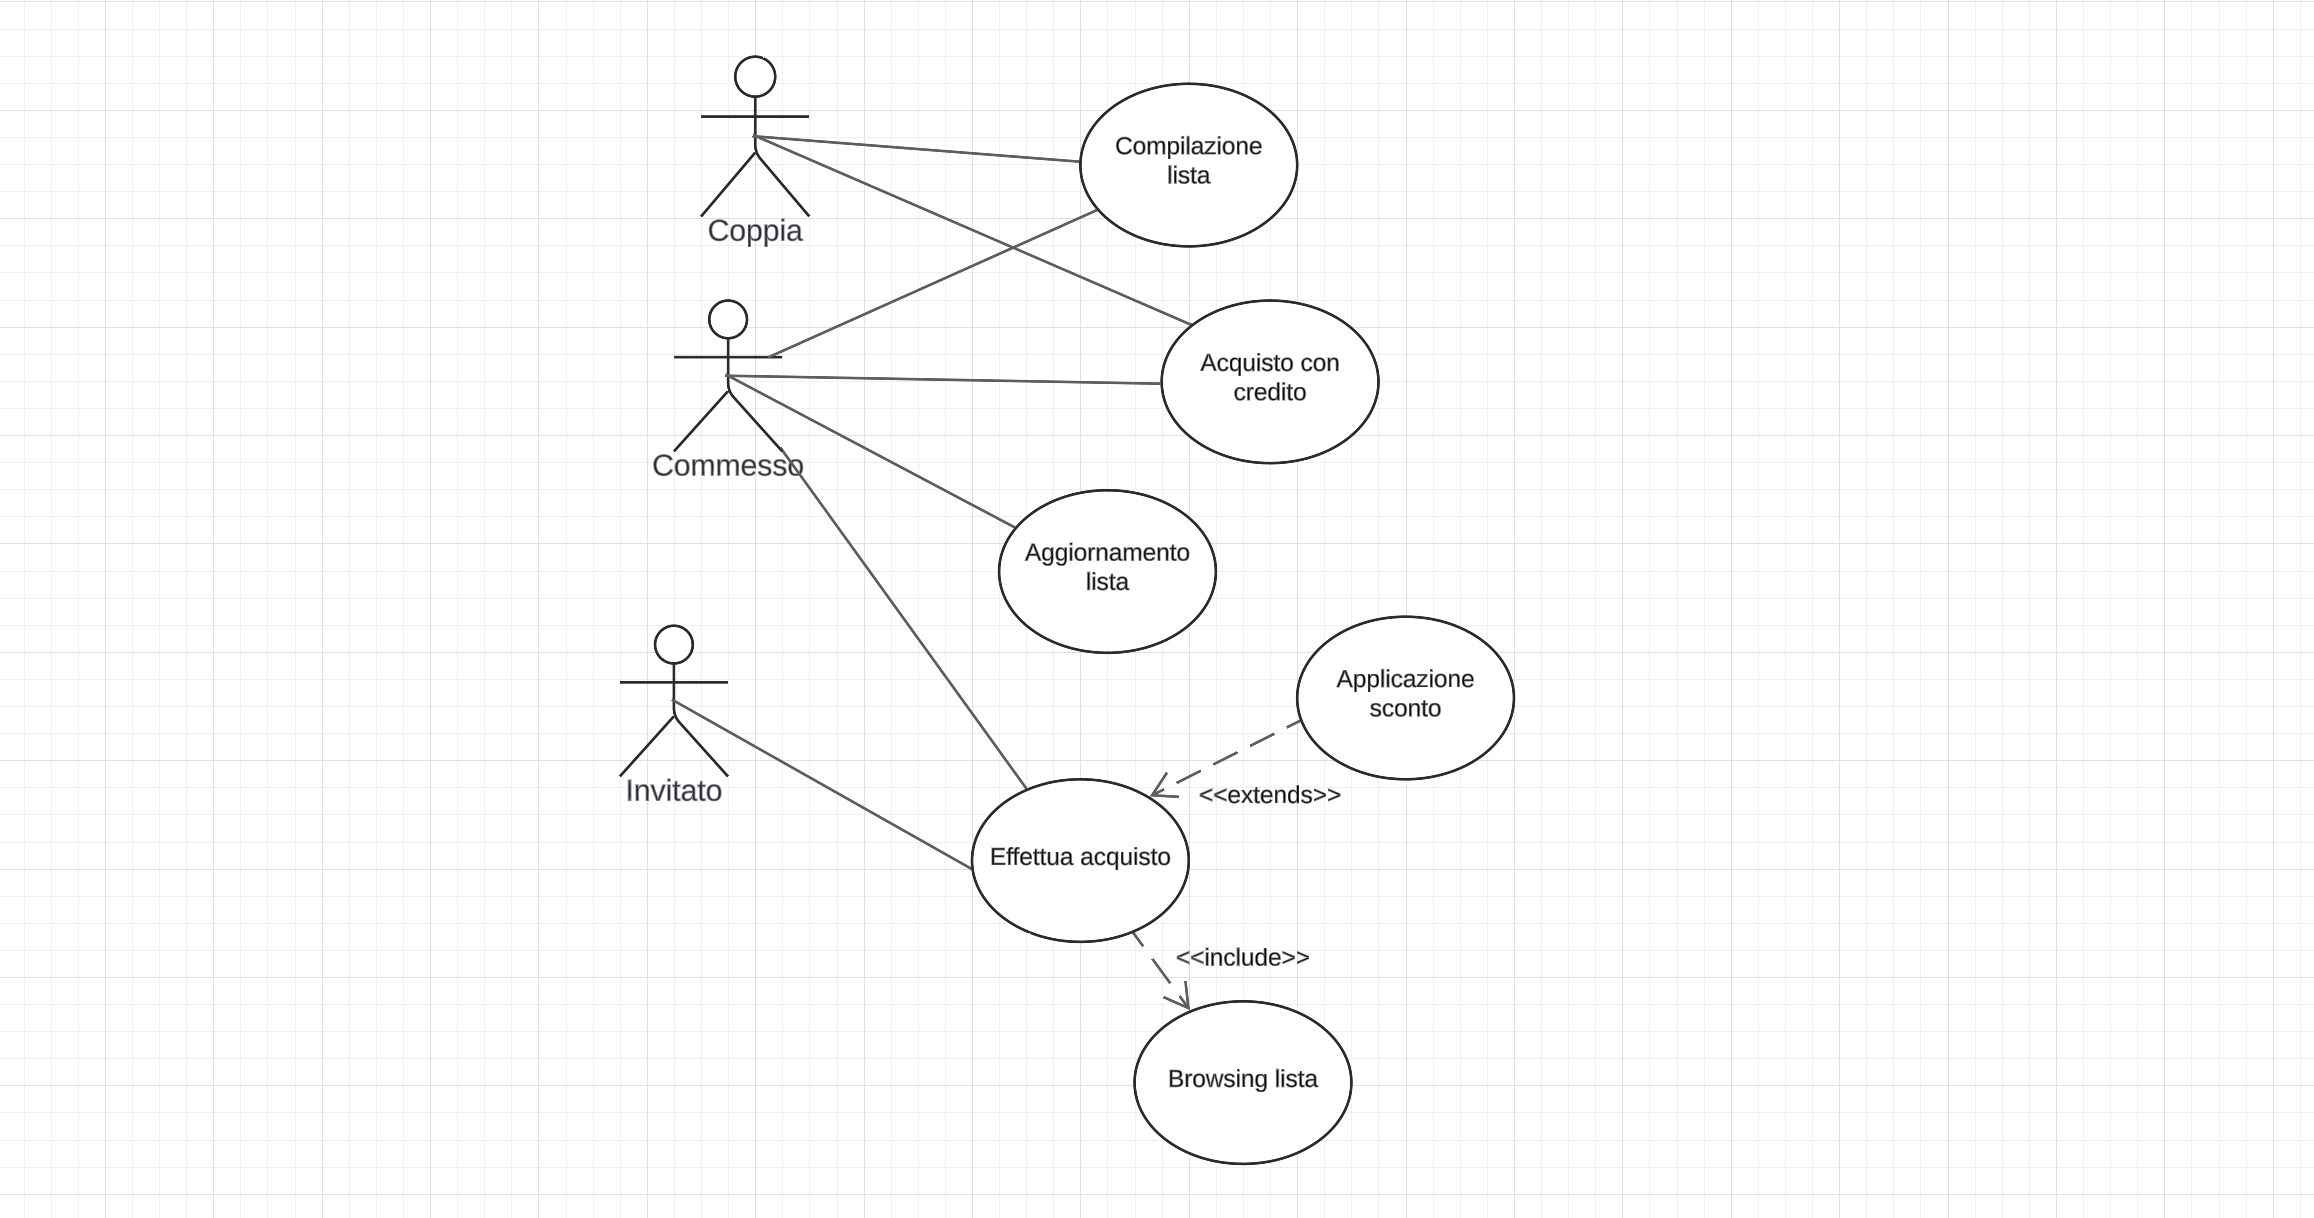 Compilazione
lista
Coppia
Acquisto con
credito
Commesso
Aggiornamento
lista
Applicazione
sconto
Invitato
<<extends>>
Effettua acquisto
<<include>>
Browsing lista